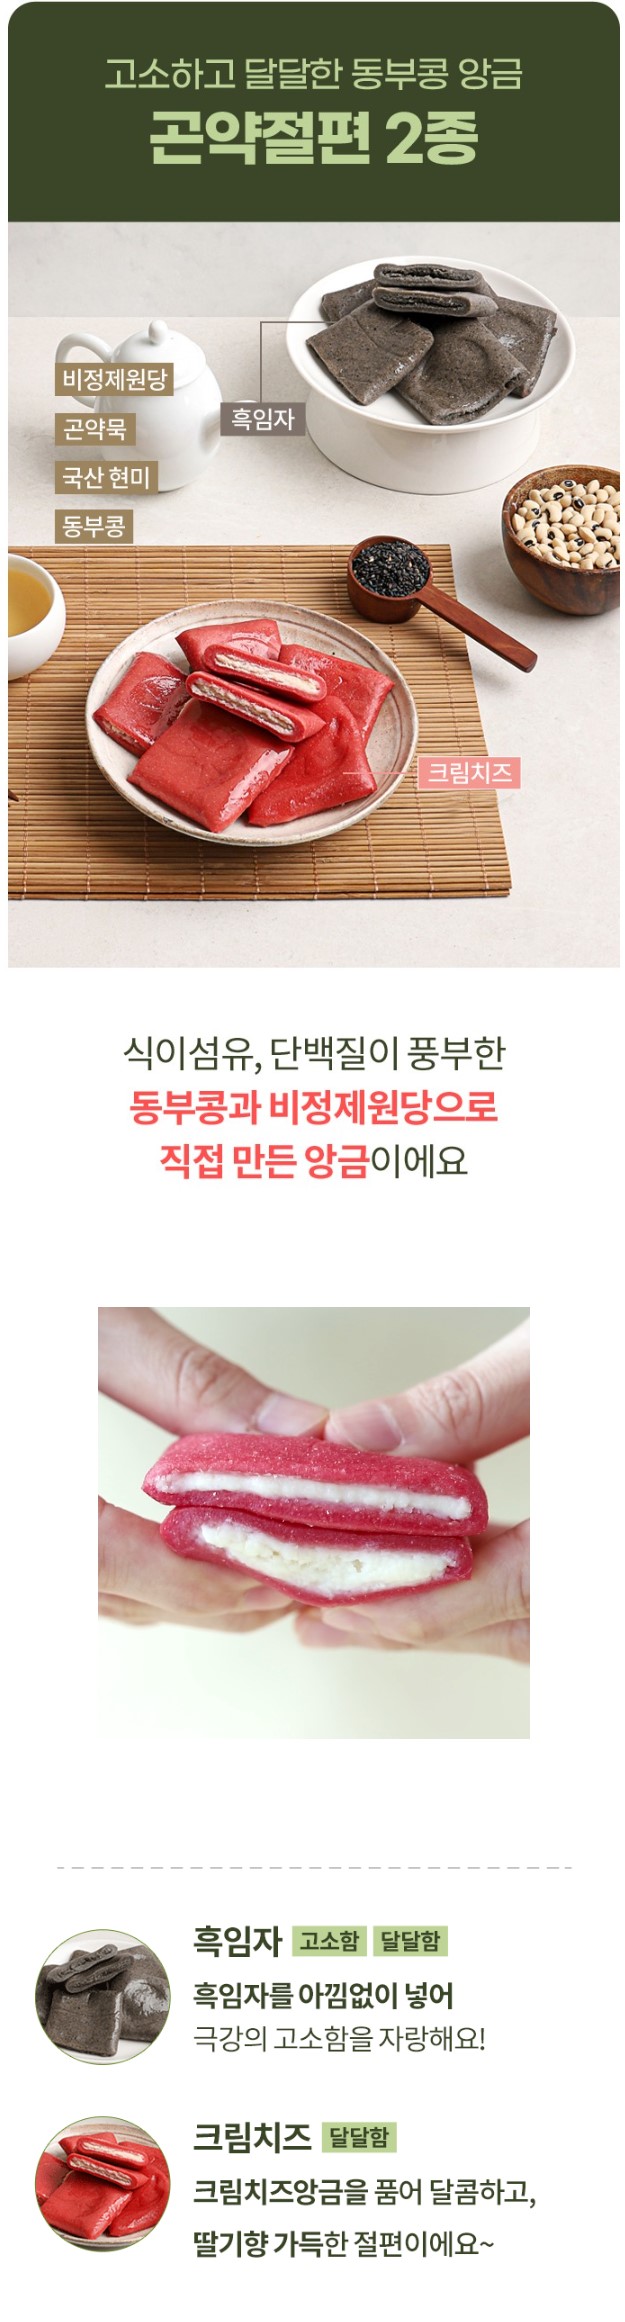 고소하고 달달한 동부콩 앙금
곤약절편 2종
비정제원당
곤약묵
국산 현미
동부콩
흑임자
크림치즈
식이섬유, 단백질이 풍부한
동부콩과 비정제원당으로
직접 만든 앙금이에요
흑임자 고소함 달달함
흑임자를 아낌없이 넣어
극강의 고소함을 자랑해요!
크림치즈 달달함
크림치즈앙금을 품어 달콤하고,
딸기향 가득한 절편이에요~